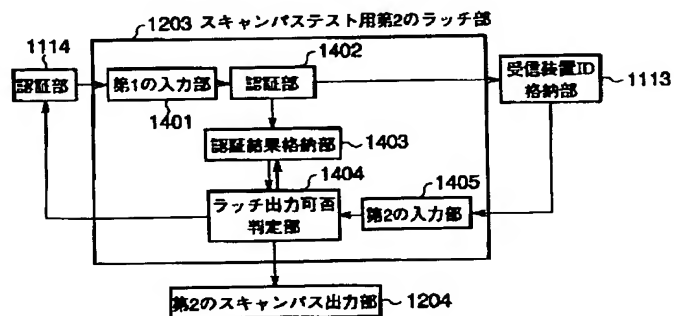 1203 スキャンパステスト用第2のラッチ部
1114
1402
認証部
第1の入力部
認証部
受信装置ID
格納部
1113
1401
認証結果格納部
1403
1404
1405
ラッチ出力可否
判定部
第2の入力部
第2のスキャンパス出力部
1204